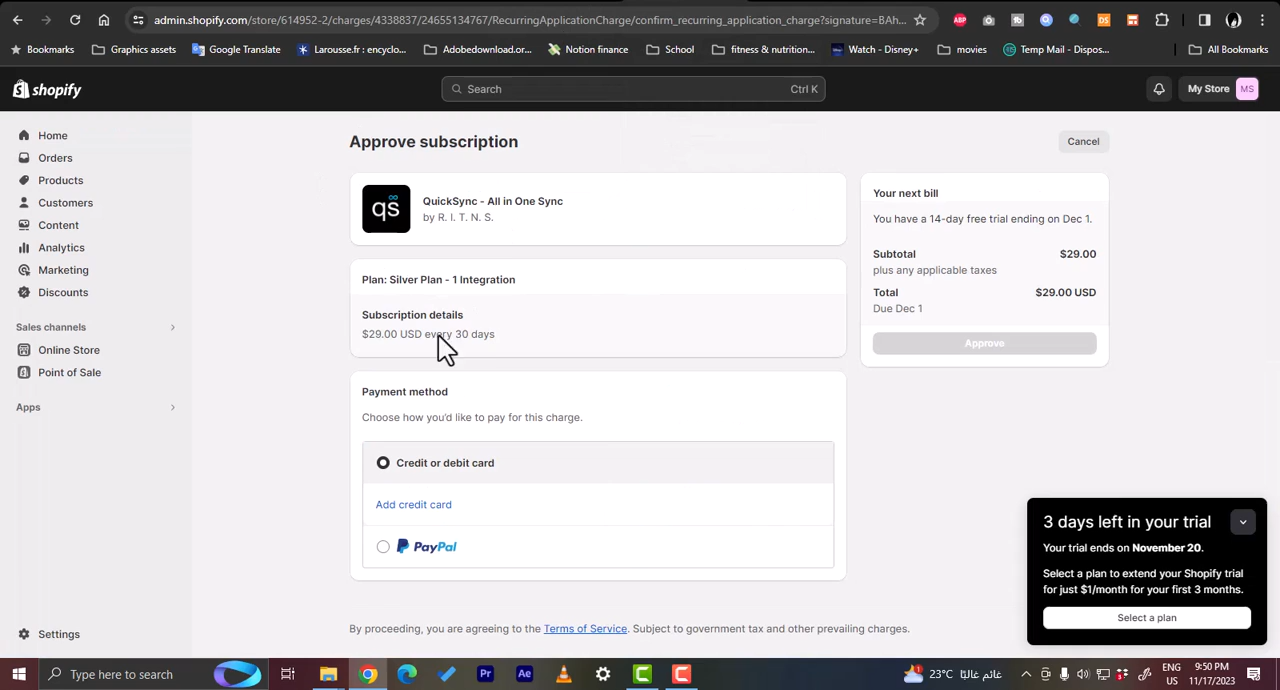 admin.shopify.com/store/614952-2/charges/4338837/24655134767/RecurringApplicationCharge/confirm_recurring_application_charge?signature=BAh...
ABP
DS
Bookmarks
Graphics assets
Google Translate
Larousse.fr : encyclo...
Adobedownload.or...
Notion finance
School
fitness & nutrition...
Watch - Disney+
movies
Temp Mail - Dispos...
All Bookmarks
shopify
Search
Ctrl K
My Store
MS
Home
Orders
Products
Customers
Content
Analytics
Marketing
Discounts
Sales channels
Online Store
Point of Sale
Apps
Settings
Approve subscription
Cancel
qs
QuickSync - All in One Sync
by R. I. T. N. S.
Plan: Silver Plan - 1 Integration
Subscription details
$29.00 USD every 30 days
Payment method
Choose how you'd like to pay for this charge.
Credit or debit card
Add credit card
PayPal
By proceeding, you are agreeing to the Terms of Service. Subject to government tax and other prevailing charges.
Your next bill
You have a 14-day free trial ending on Dec 1.
Subtotal $29.00
plus any applicable taxes
Total $29.00 USD
Due Dec 1
Approve
3 days left in your trial
Your trial ends on November 20.
Select a plan to extend your Shopify trial
for just $1/month for your first 3 months.
Select a plan
Type here to search
Pr
Ae
23°C غائم غالبًا
ENG
US
9:50 PM
11/17/2023